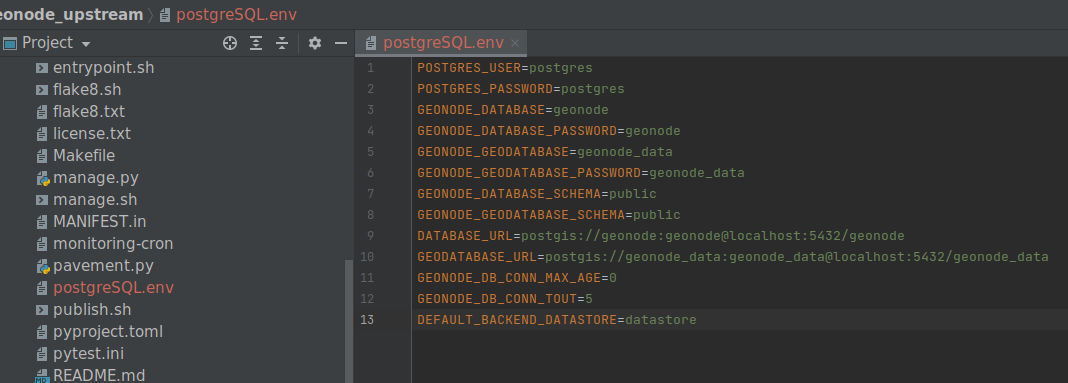 eonode_upstream
postgreSQL.env
Project
postgreSQL.env
entrypoint.sh
flake8.sh
flake8.txt
license.txt
Makefile
manage.py
manage.sh
MANIFEST.in
monitoring-cron
pavement.py
postgreSQL.env
publish.sh
pyproject.toml
pytest.ini
README.md
1 POSTGRES_USER=postgres
2 POSTGRES_PASSWORD=postgres
3 GEONODE_DATABASE=geonode
4 GEONODE_DATABASE_PASSWORD=geonode
5 GEONODE_GEODATABASE=geonode_data
6 GEONODE_GEODATABASE_PASSWORD=geonode_data
7 GEONODE_DATABASE_SCHEMA=public
8 GEONODE_GEODATABASE_SCHEMA=public
9 DATABASE_URL=postgis://geonode:geonode@localhost:5432/geonode
10 GEODATABASE_URL=postgis://geonode_data:geonode_data@localhost:5432/geonode_data
11 GEONODE_DB_CONN_MAX_AGE=0
12 GEONODE_DB_CONN_TOUT=5
13 DEFAULT_BACKEND_DATASTORE=datastore